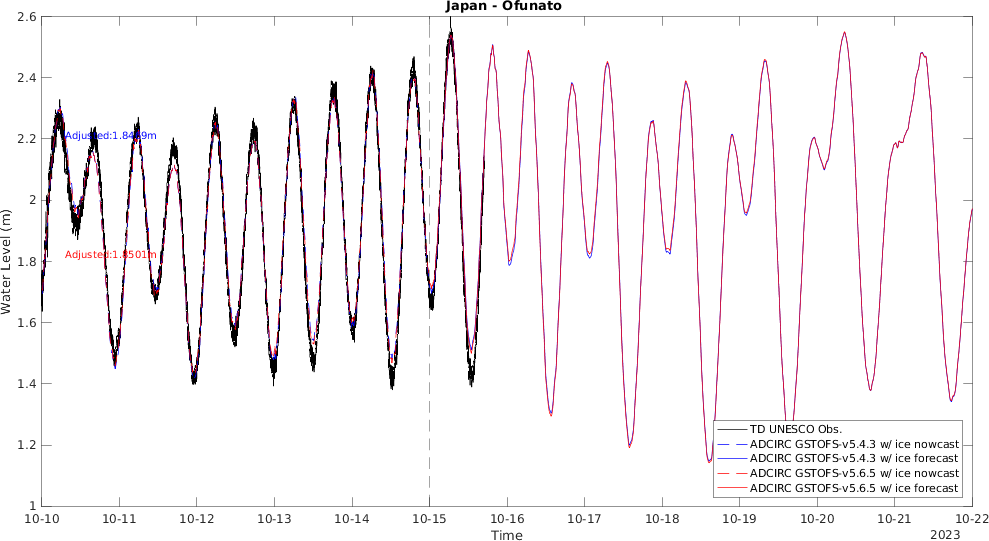 Japan - Ofunato
2.6
2.4
2.2
2
1.8
1.6
1.4
1.2
1
Water Level (m)
Adjusted:1.8479m
Adjusted:1.8501m
TD UNESCO Obs.
ADCIRC GSTOFS-v5.4.3 w/ ice nowcast
ADCIRC GSTOFS-v5.4.3 w/ ice forecast
ADCIRC GSTOFS-v5.6.5 w/ ice nowcast
ADCIRC GSTOFS-v5.6.5 w/ ice forecast
10-10 10-11 10-12 10-13 10-14 10-15 10-16 10-17 10-18 10-19 10-20 10-21 10-22
Time
2023